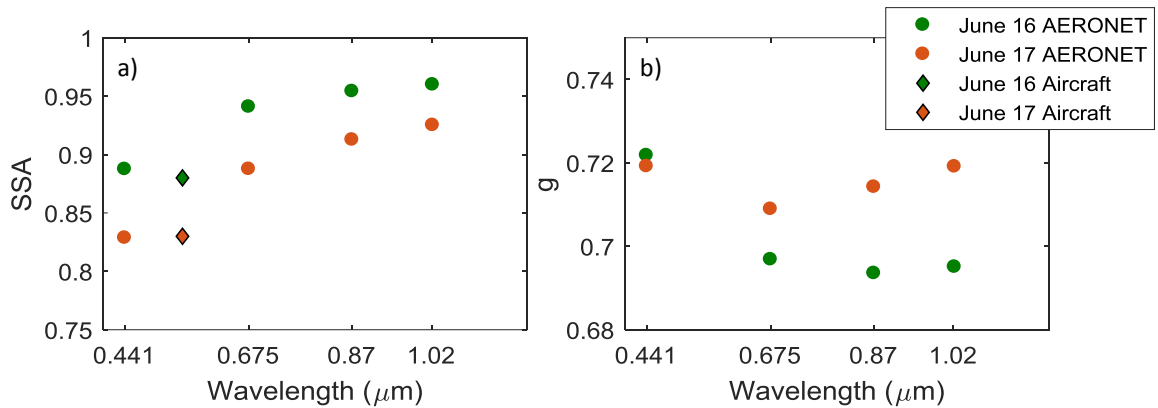 a)
1
0.95
0.9
0.85
0.8
0.75
SSA
0.441 0.675 0.87 1.02
Wavelength (μm)
b)
0.74
0.72
0.7
0.68
g
0.441 0.675 0.87 1.02
Wavelength (μm)
June 16 AERONET
June 17 AERONET
June 16 Aircraft
June 17 Aircraft